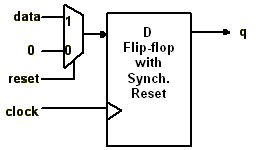 data
1
D
Flip-flop
with
Synch.
Reset
q
0
0
reset
clock